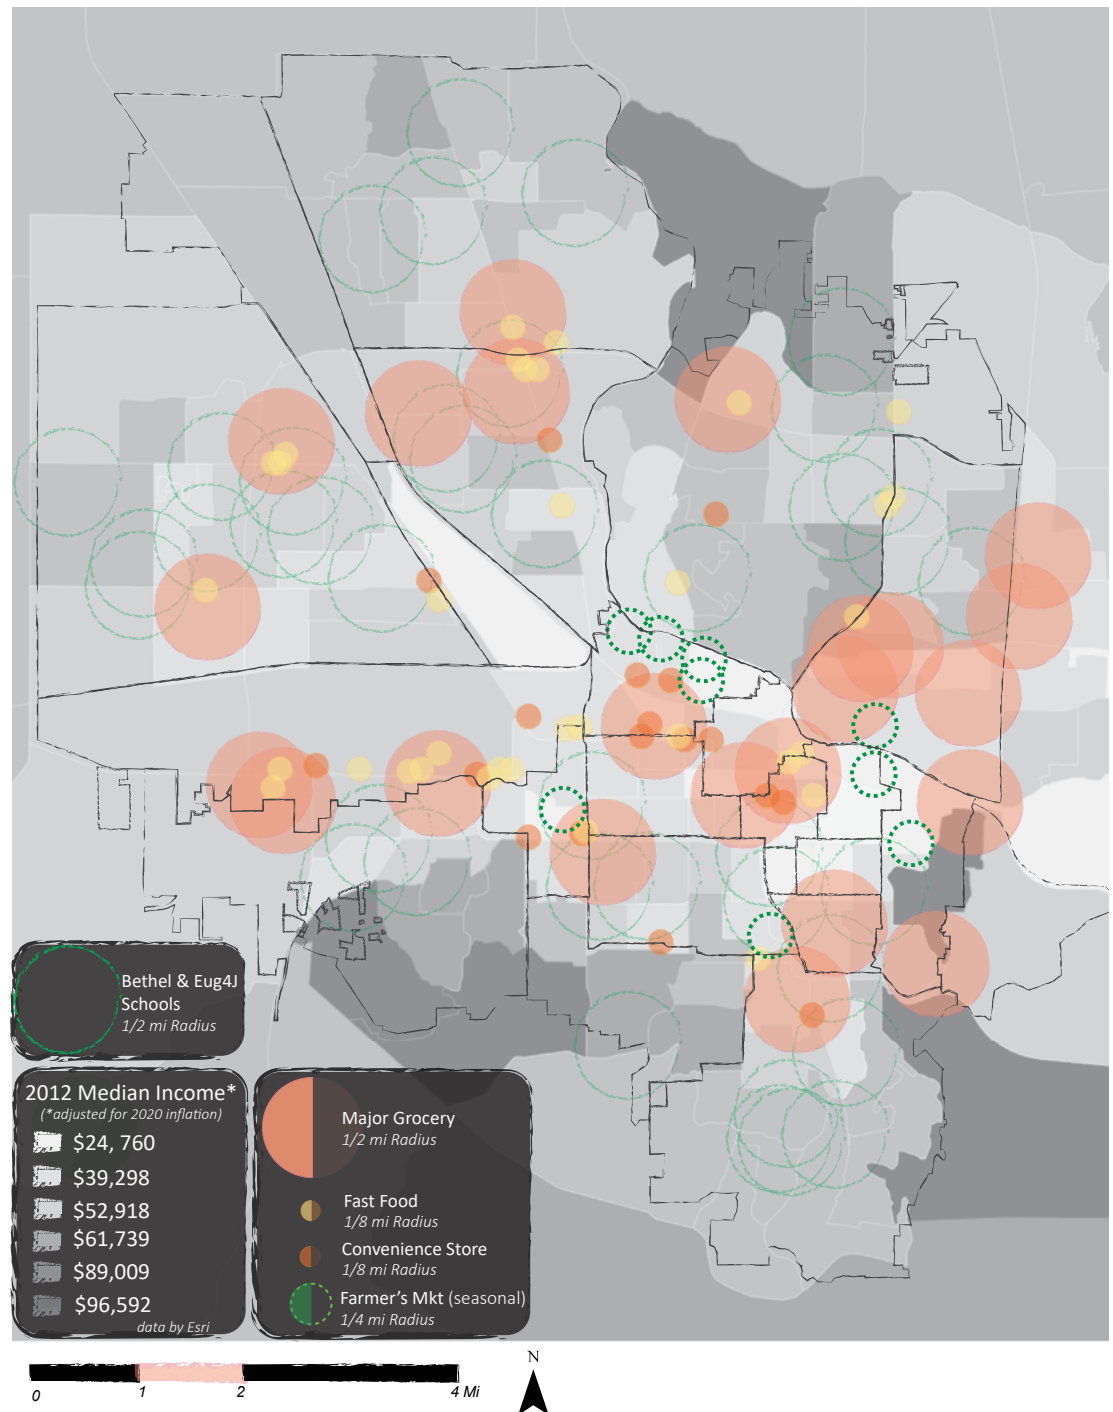 Bethel & Eug4J
Schools
1/2 mi Radius
2012 Median Income*
(*adjusted for 2020 inflation)
$24, 760
$39,298
$52,918
$61,739
$89,009
$96,592
data by Esri
Major Grocery
1/2 mi Radius
Fast Food
1/8 mi Radius
Convenience Store
1/8 mi Radius
Farmer's Mkt (seasonal)
1/4 mi Radius
0 1 2 4 Mi
N